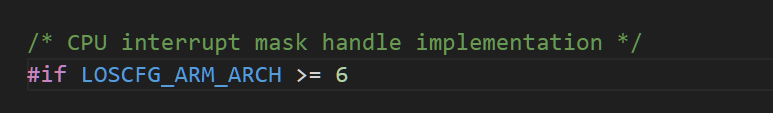 /* CPU interrupt mask handle implementation */
#if LOSCFG_ARM_ARCH >= 6